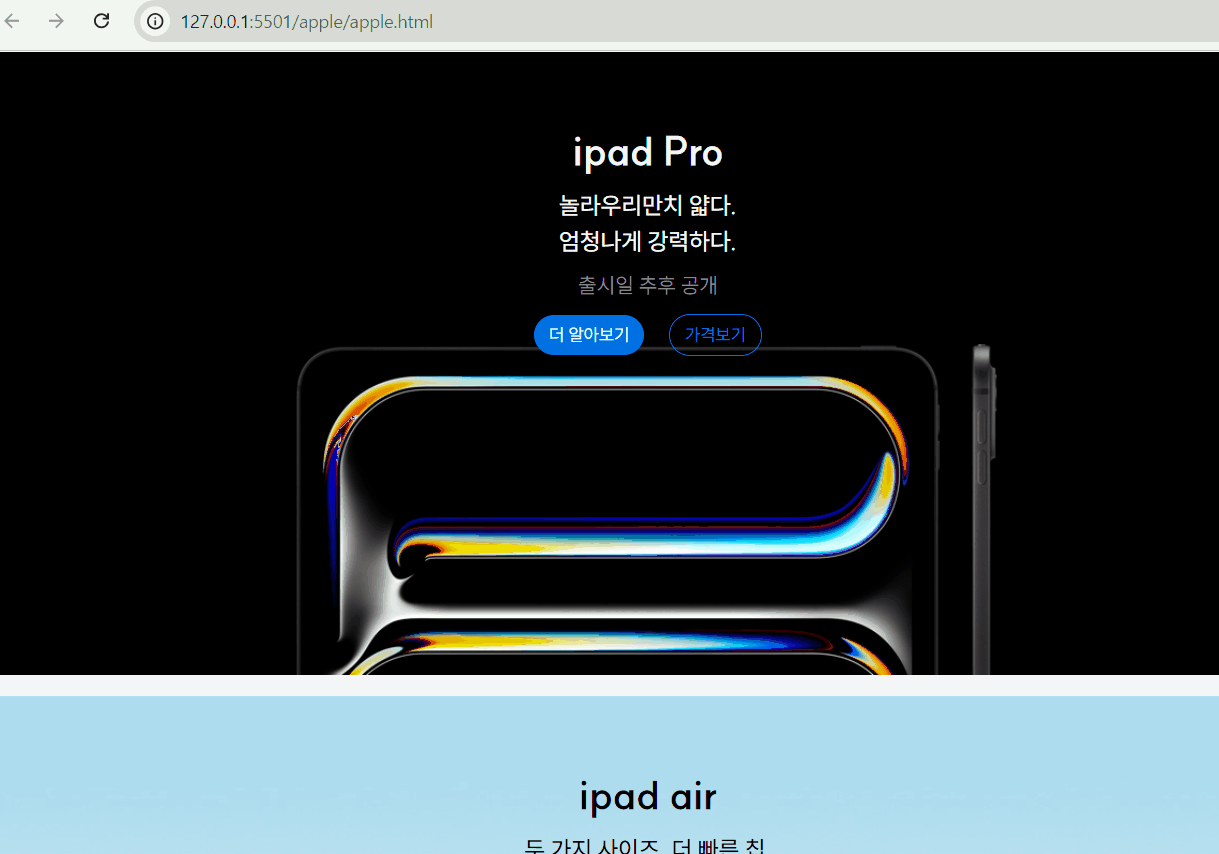 127.0.0.1:5501/apple/apple.html
ipad Pro
놀라우리만치 얇다.
엄청나게 강력하다.
출시일 추후 공개
더 알아보기 가격보기
ipad air
두 가지 사이즈. 더 빠른 칩